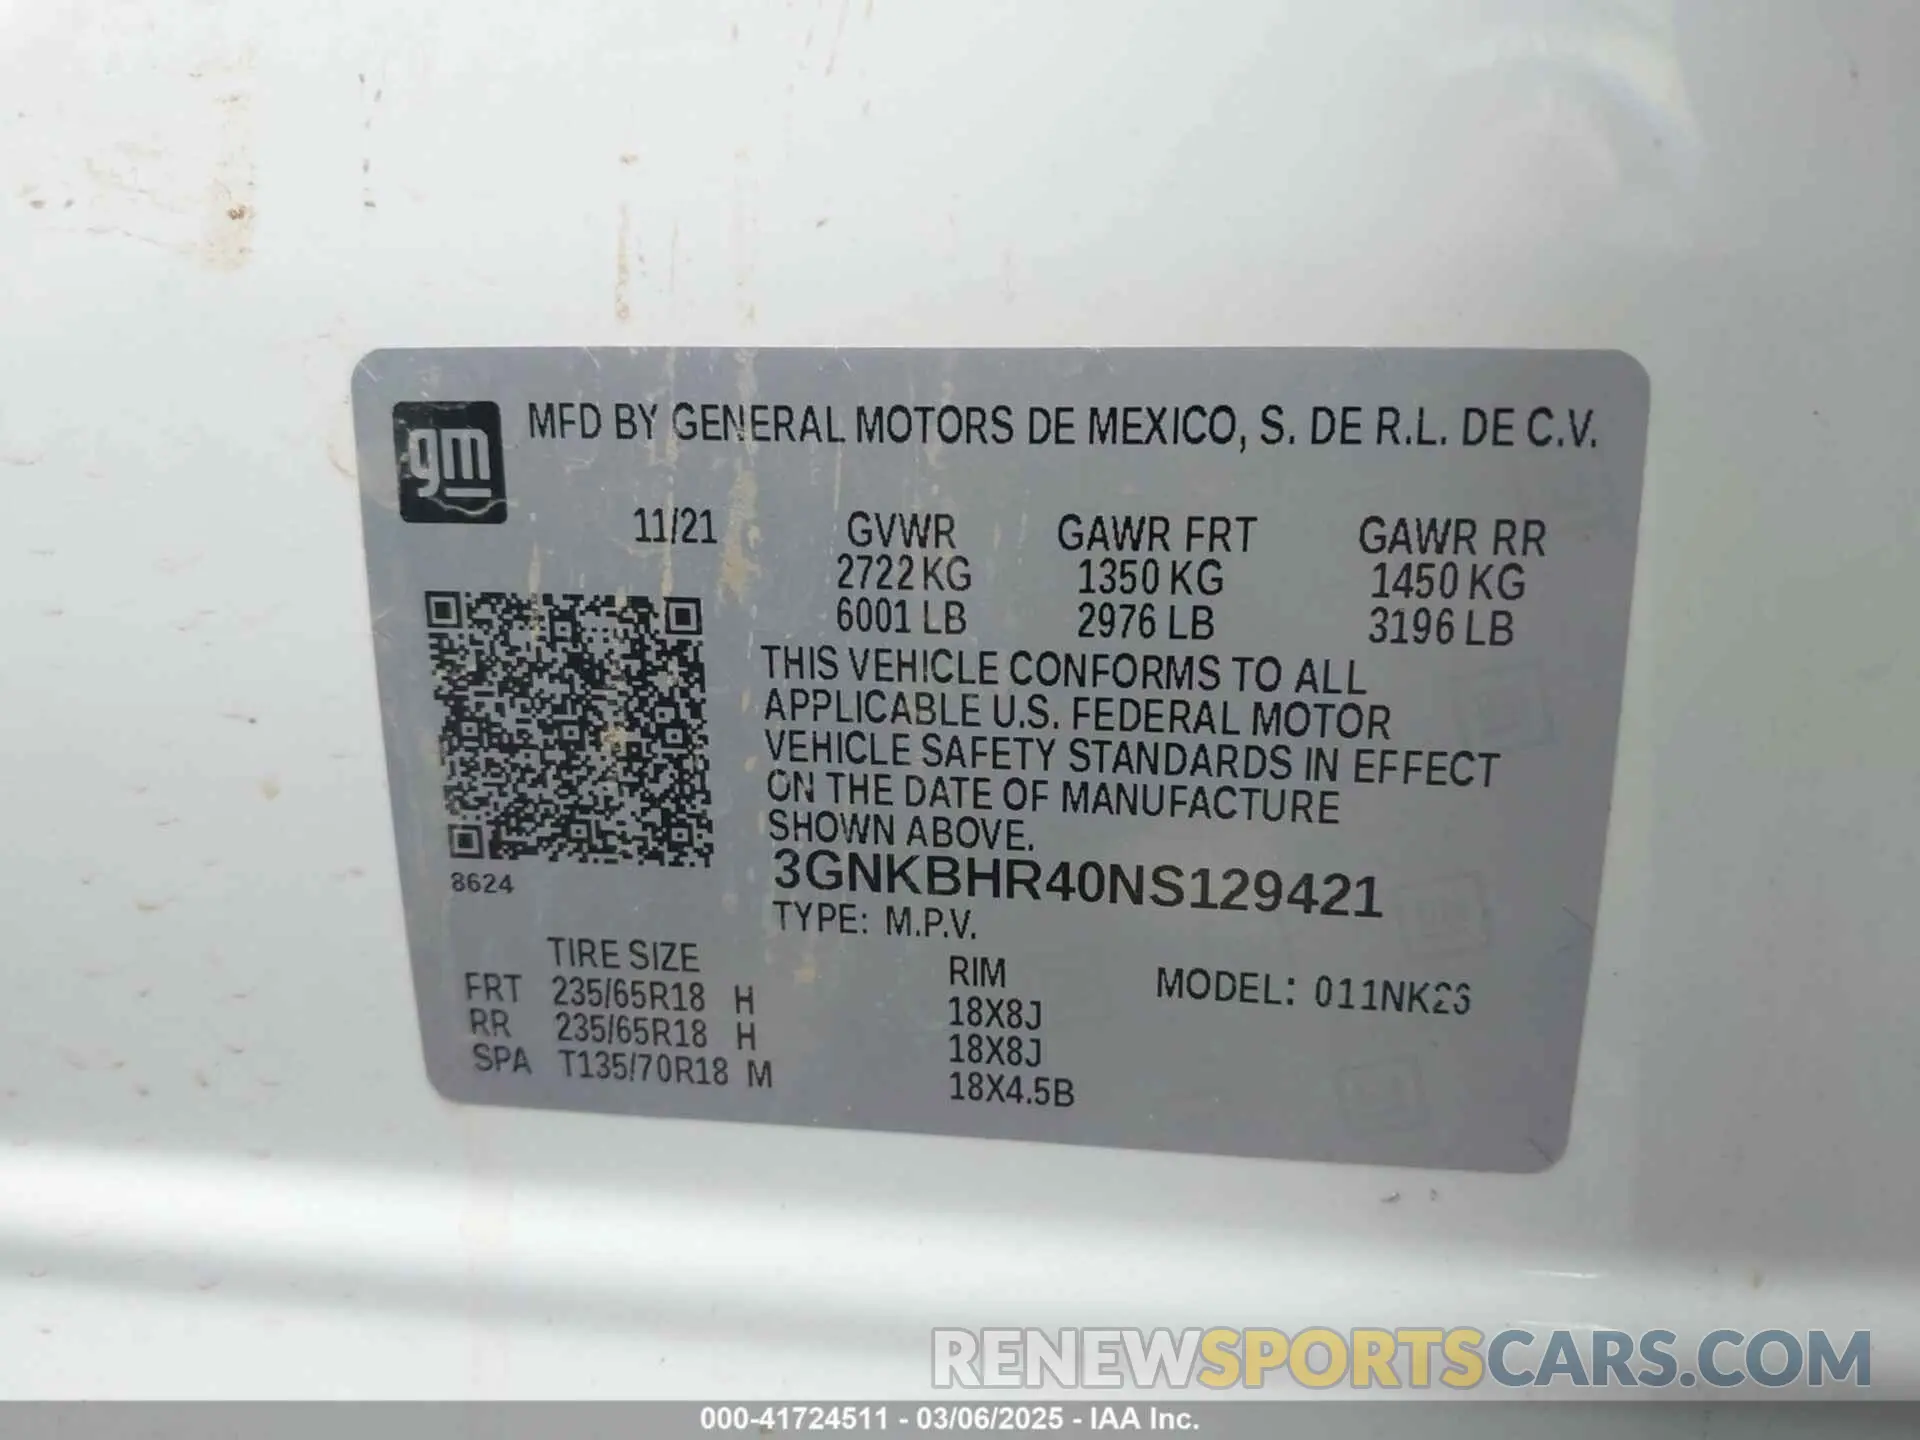 gm
MFD BY GENERAL MOTORS DE MEXICO, S. DE R.L. DE C.V.
11/21 GVWR GAWR FRT GAWR RR
2722 KG 1350 KG 1450 KG
6001 LB 2976 LB 3196 LB
THIS VEHICLE CONFORMS TO ALL
APPLICABLE U.S. FEDERAL MOTOR
VEHICLE SAFETY STANDARDS IN EFFECT
ON THE DATE OF MANUFACTURE
SHOWN ABOVE.
8624
3GNKBHR40NS129421
TYPE: M.P.V.
TIRE SIZE RIM MODEL: 011NK26
FRT 235/65R18 H 18X8J
RR 235/65R18 H 18X8J
SPA T135/70R18 M 18X4.5B
RENEWSPORTSCARS.COM
000-41724511 - 03/06/2025 - IAA Inc.